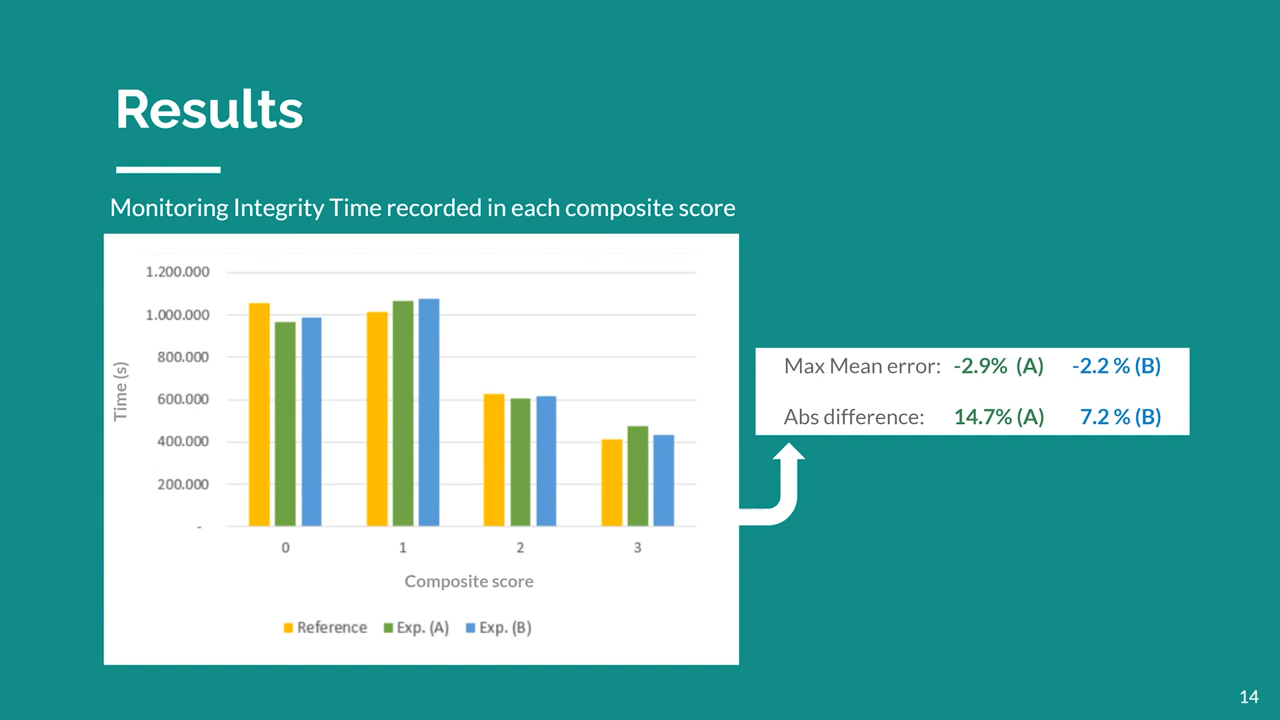 Results
Monitoring Integrity Time recorded in each composite score
1.200.000
1.000.000
800.000
600.000
400.000
200.000
-
Time (s)
0 1 2 3
Composite score
Reference Exp. (A) Exp. (B)
Max Mean error: -2.9% (A) -2.2 % (B)
Abs difference: 14.7% (A) 7.2 % (B)
14